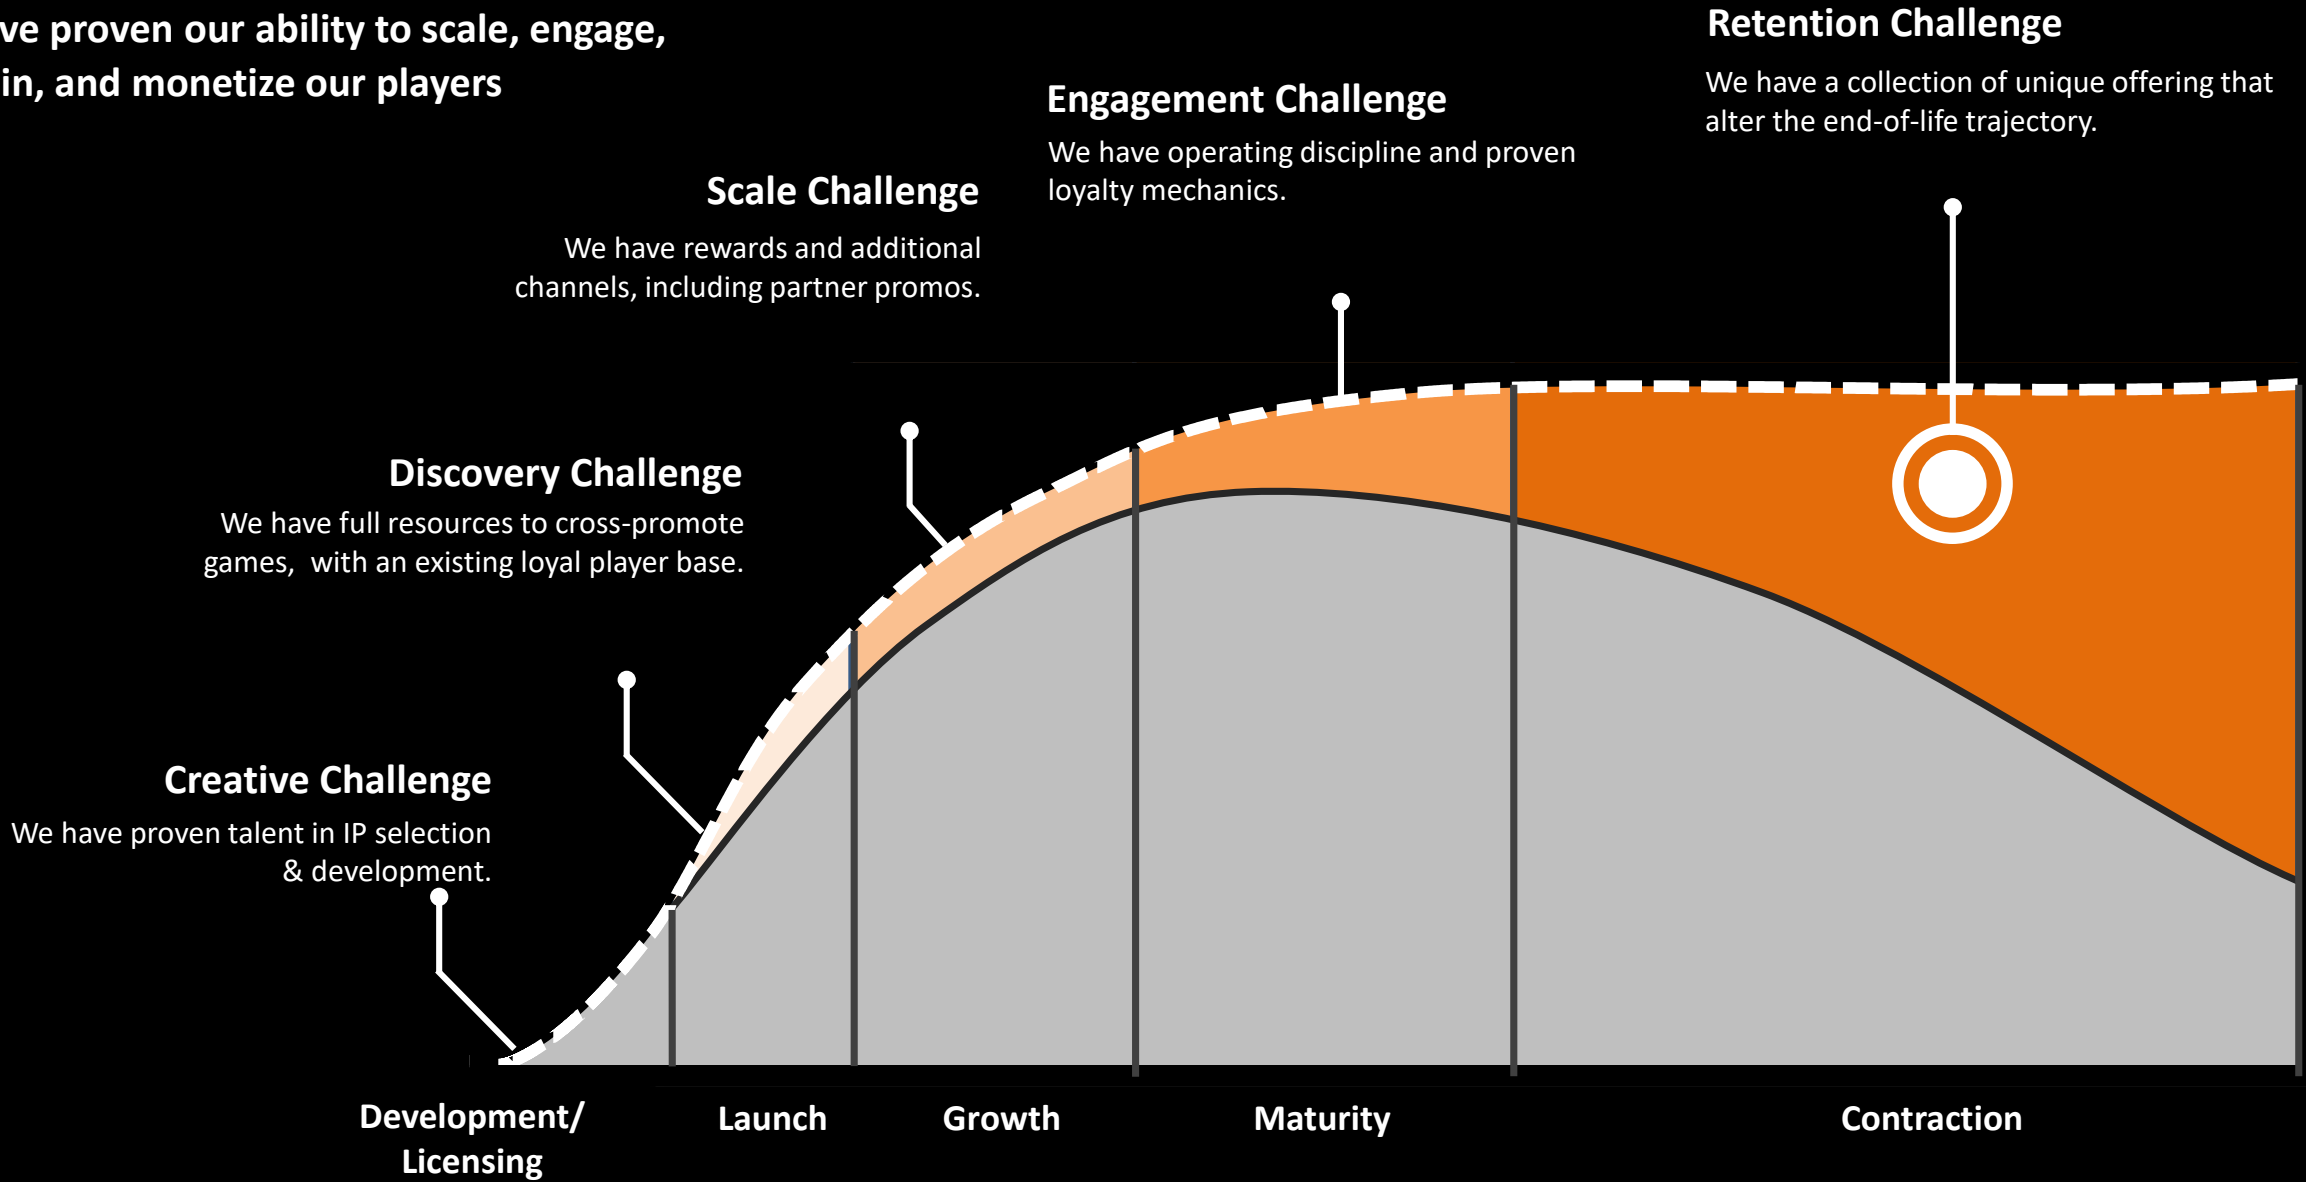 ve proven our ability to scale, engage,
in, and monetize our players
Retention Challenge
We have a collection of unique offering that
alter the end-of-life trajectory.
Engagement Challenge
We have operating discipline and proven
loyalty mechanics.
Scale Challenge
We have rewards and additional
channels, including partner promos.
Discovery Challenge
We have full resources to cross-promote
games,  with an existing loyal player base.
Creative Challenge
We have proven talent in IP selection
& development.
Development/
Licensing
Launch
Growth
Maturity
Contraction